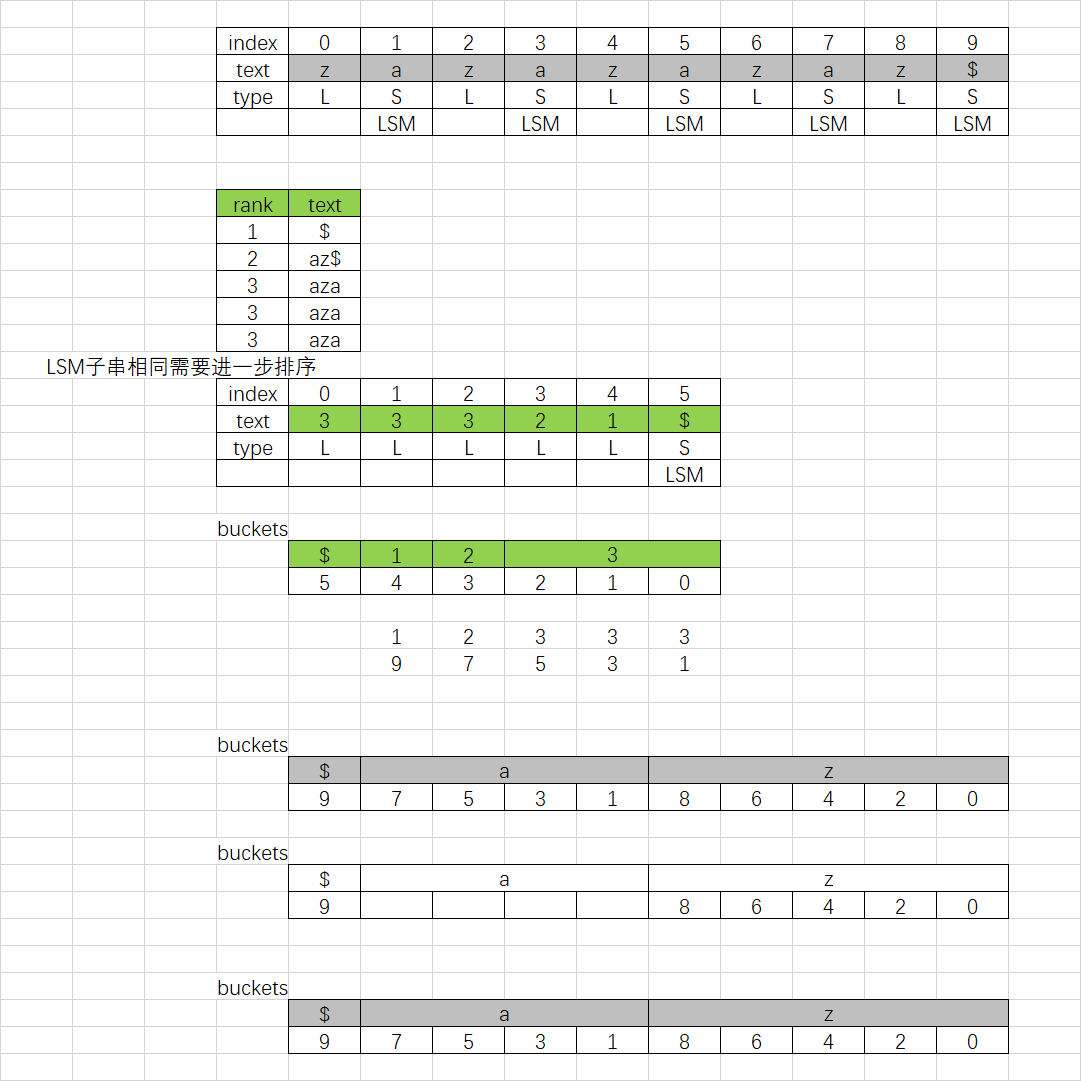 index 0 1 2 3 4 5 6 7 8 9
text z a z a z a z a z $
type L S L S L S L S L S
LSM LSM LSM LSM LSM
rank text
1 $
2 az$
3 aza
3 aza
3 aza
LSM子串相同需要进一步排序
index 0 1 2 3 4 5
text 3 3 3 2 1 $
type L L L L L S
LSM
buckets
$ 1 2 3
5 4 3 2 1 0
1 2 3 3 3
9 7 5 3 1
buckets
$ a z
9 7 5 3 1 8 6 4 2 0
buckets
$ a z
9 8 6 4 2 0
buckets
$ a z
9 7 5 3 1 8 6 4 2 0